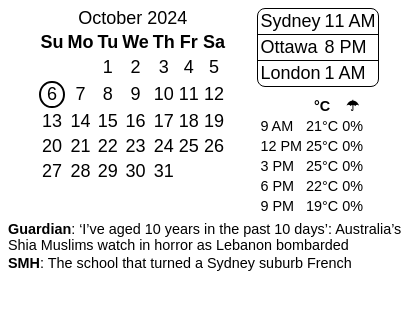 October 2024
Su Mo Tu We Th Fr Sa
1 2 3 4 5
6 7 8 9 10 11 12
13 14 15 16 17 18 19
20 21 22 23 24 25 26
27 28 29 30 31
Sydney 11 AM
Ottawa 8 PM
London 1 AM
°C ☂
9 AM 21°C 0%
12 PM 25°C 0%
3 PM 25°C 0%
6 PM 22°C 0%
9 PM 19°C 0%
Guardian: ‘I’ve aged 10 years in the past 10 days’: Australia’s
Shia Muslims watch in horror as Lebanon bombarded
SMH: The school that turned a Sydney suburb French